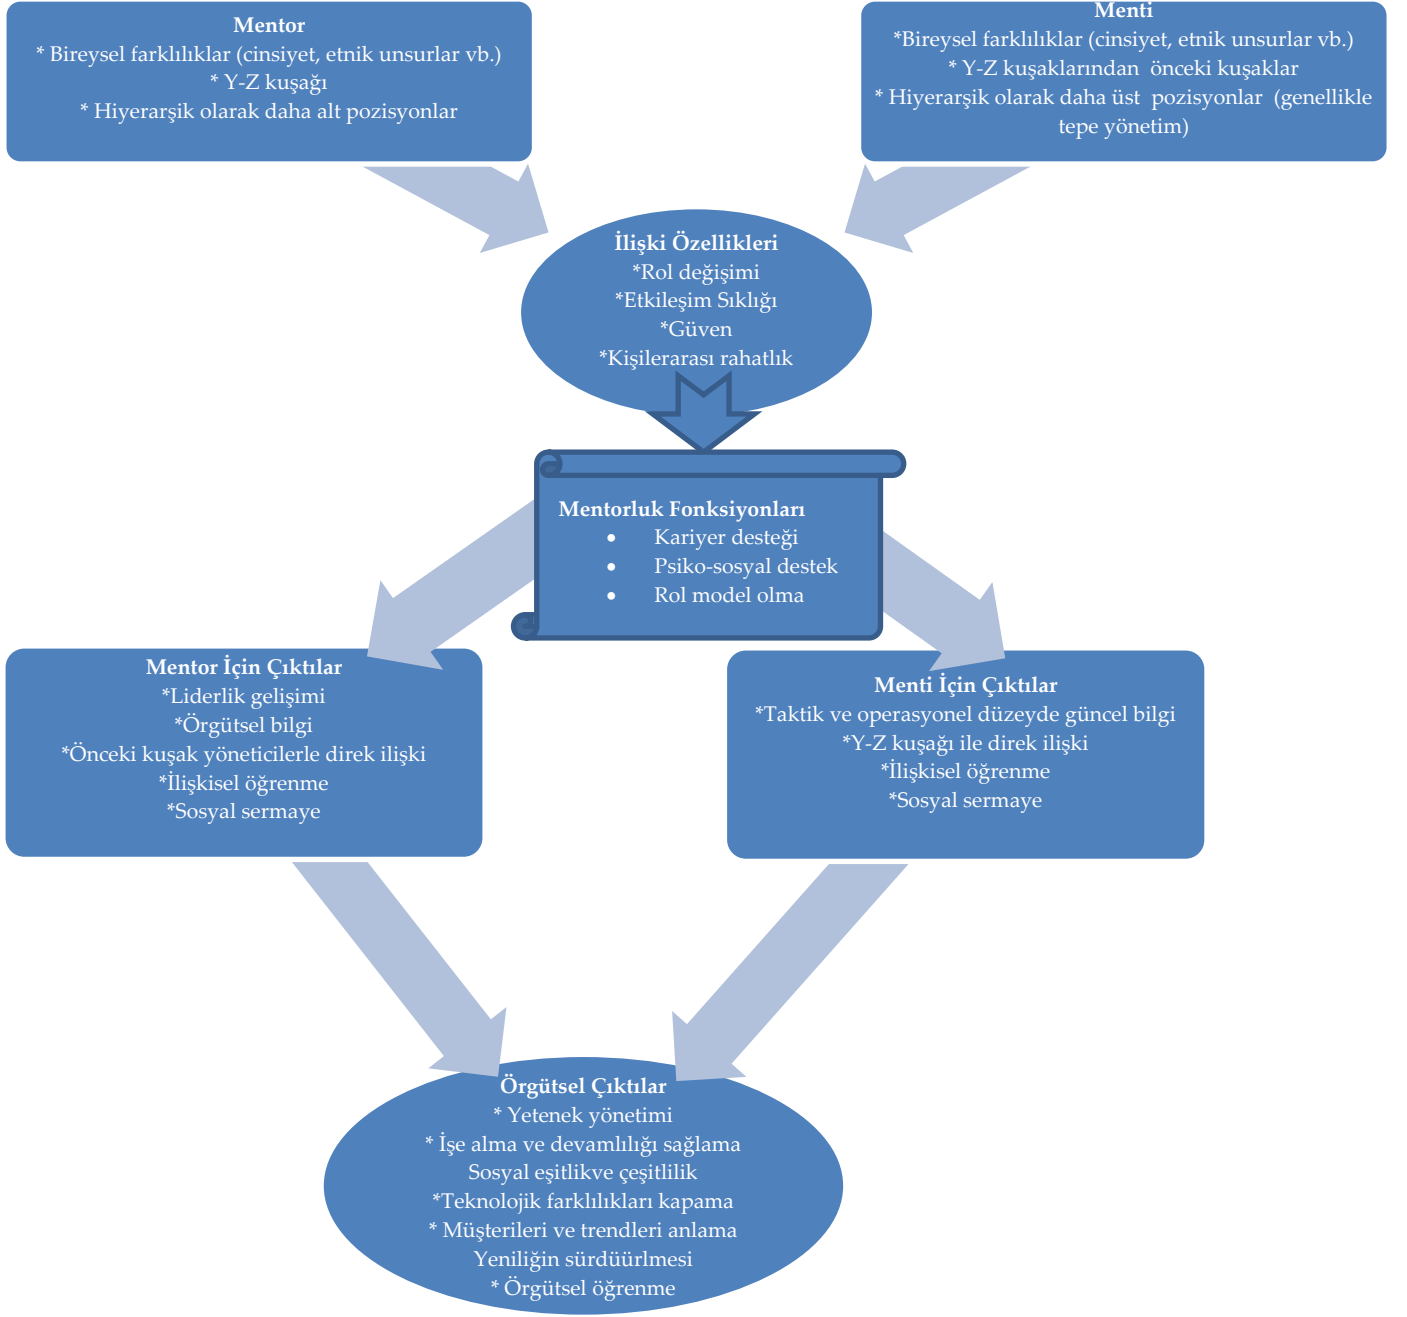 Mentor
* Bireysel farklılıklar (cinsiyet, etnik unsurlar vb.)
* Y-Z kuşağı
* Hiyerarşik olarak daha alt pozisyonlar
Menti
*Bireysel farklılıklar (cinsiyet, etnik unsurlar vb.)
* Y-Z kuşaklarından önceki kuşaklar
* Hiyerarşik olarak daha üst pozisyonlar (genellikle
tepe yönetim)
İlişki Özellikleri
*Rol değişimi
*Etkileşim Sıklığı
*Güven
*Kişilerarası rahatlık
Mentorluk Fonksiyonları
• Kariyer desteği
• Psiko-sosyal destek
• Rol model olma
Mentor İçin Çıktılar
*Liderlik gelişimi
*Örgütsel bilgi
*Önceki kuşak yöneticilerle direk ilişki
*İlişkisel öğrenme
*Sosyal sermaye
Menti İçin Çıktılar
*Taktik ve operasyonel düzeyde güncel bilgi
*Y-Z kuşağı ile direk ilişki
*İlişkisel öğrenme
*Sosyal sermaye
Örgütsel Çıktılar
* Yetenek yönetimi
* İşe alma ve devamlılığı sağlama
Sosyal eşitlikve çeşitlilik
*Teknolojik farklılıkları kapama
* Müşterileri ve trendleri anlama
Yeniliğin sürdüürlmesi
* Örgütsel öğrenme